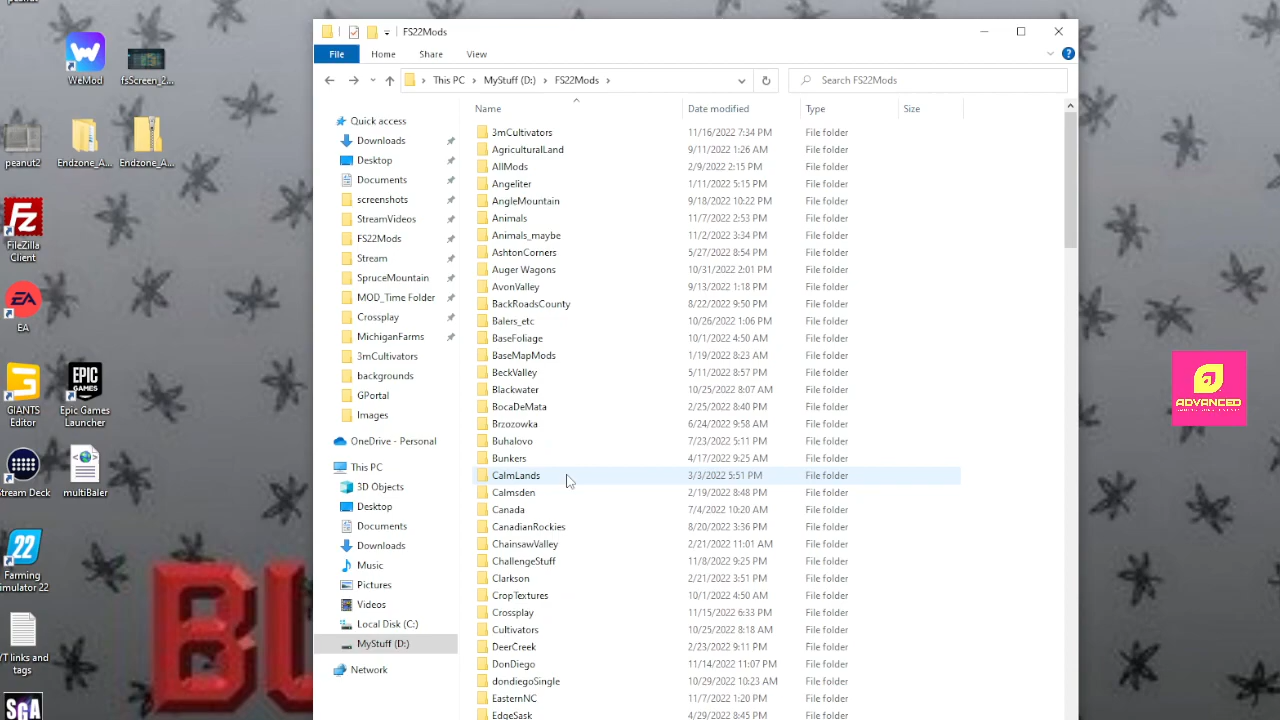 peanut
WeMod
fsScreen_2...
peanut2
Endzone_A...
Endzone_A...
FileZilla
Client
EA
GIANTS
Editor
EPIC
GAMES
Epic Games
Launcher
Stream Deck
multiBaler
22
Farming
Simulator 22
YT links and
tags
SGA
BU
FS22Mods
File
Home
Share
View
This PC
MyStuff (D:)
FS22Mods
Search FS22Mods
Quick access
Downloads
Desktop
Documents
screenshots
StreamVideos
FS22Mods
Stream
SpruceMountain
MOD_Time Folder
Crossplay
MichiganFarms
3mCultivators
backgrounds
GPortal
Images
OneDrive - Personal
This PC
3D Objects
Desktop
Documents
Downloads
Music
Pictures
Videos
Local Disk (C:)
MyStuff (D:)
Network
Name Date modified Type Size
3mCultivators 11/16/2022 7:34 PM File folder
AgriculturalLand 9/11/2022 1:26 AM File folder
AllMods 2/9/2022 2:15 PM File folder
Angeliter 1/11/2022 5:15 PM File folder
AngleMountain 9/18/2022 10:22 PM File folder
Animals 11/7/2022 2:53 PM File folder
Animals_maybe 11/2/2022 3:34 PM File folder
AshtonCorners 5/27/2022 8:54 PM File folder
Auger Wagons 10/31/2022 2:01 PM File folder
AvonValley 9/13/2022 1:18 PM File folder
BackRoadsCounty 8/22/2022 9:50 PM File folder
Balers_etc 10/26/2022 1:06 PM File folder
BaseFoliage 10/1/2022 4:50 AM File folder
BaseMapMods 1/19/2022 8:23 AM File folder
BeckValley 5/11/2022 8:57 PM File folder
Blackwater 10/25/2022 8:07 AM File folder
BocaDeMata 2/25/2022 8:40 PM File folder
Brzozowka 6/24/2022 9:58 AM File folder
Buhalovo 7/23/2022 5:11 PM File folder
Bunkers 4/17/2022 9:25 AM File folder
CalmLands 3/3/2022 5:51 PM File folder
Calmsden 2/19/2022 8:48 PM File folder
Canada 7/4/2022 10:20 AM File folder
CanadianRockies 8/20/2022 3:36 PM File folder
ChainsawValley 2/21/2022 11:01 AM File folder
ChallengeStuff 11/8/2022 9:25 PM File folder
Clarkson 2/21/2022 3:51 PM File folder
CropTextures 10/1/2022 4:50 AM File folder
Crossplay 11/15/2022 6:33 PM File folder
Cultivators 10/25/2022 8:18 AM File folder
DeerCreek 2/23/2022 9:11 PM File folder
DonDiego 11/14/2022 11:07 PM File folder
dondiegoSingle 10/29/2022 10:23 AM File folder
EasternNC 11/7/2022 1:20 PM File folder
EdgeSask 4/29/2022 8:45 PM File folder
ADVANCED